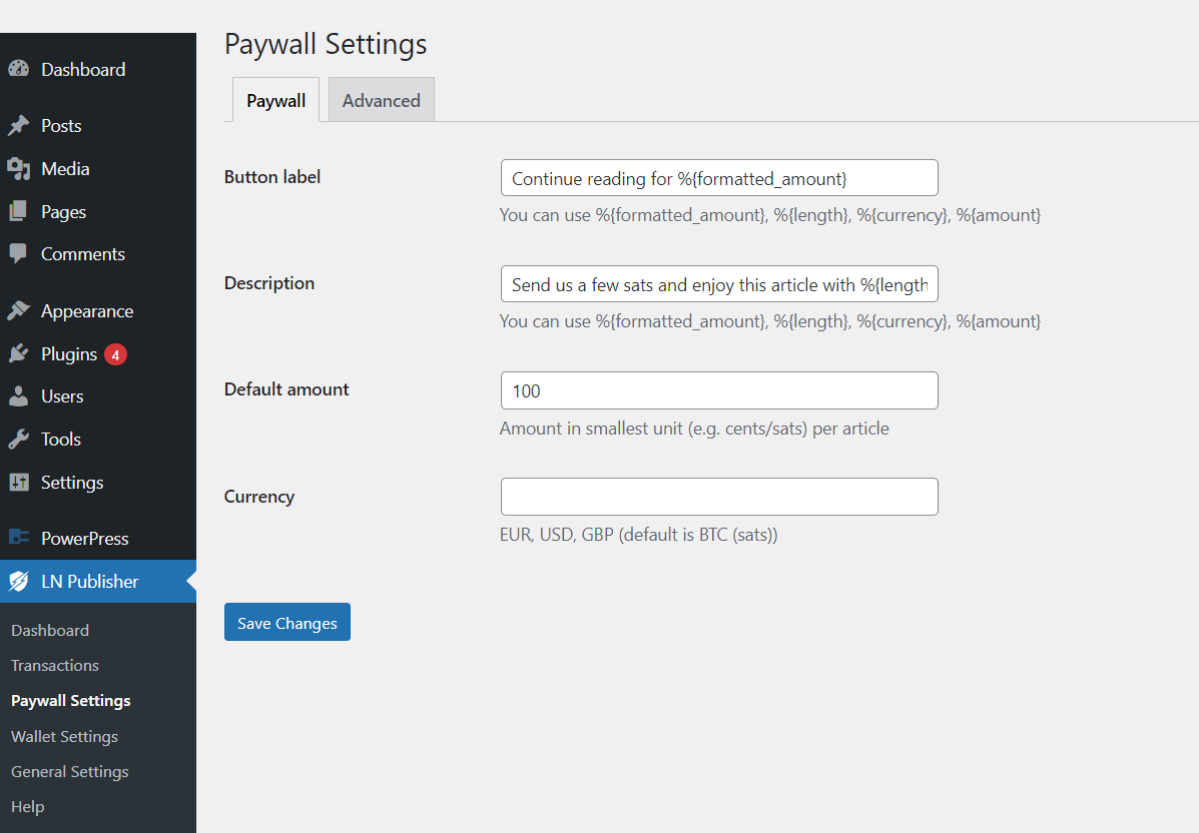 Paywall Settings
Dashboard
Posts
Media
Pages
Comments
Appearance
Plugins 4
Users
Tools
Settings
PowerPress
LN Publisher
Dashboard
Transactions
Paywall Settings
Wallet Settings
General Settings
Help
Paywall
Advanced
Button label
Continue reading for %{formatted_amount}
You can use %{formatted_amount}, %{length}, %{currency}, %{amount}
Description
Send us a few sats and enjoy this article with %{length
You can use %{formatted_amount}, %{length}, %{currency}, %{amount}
Default amount
100
Amount in smallest unit (e.g. cents/sats) per article
Currency
EUR, USD, GBP (default is BTC (sats))
Save Changes